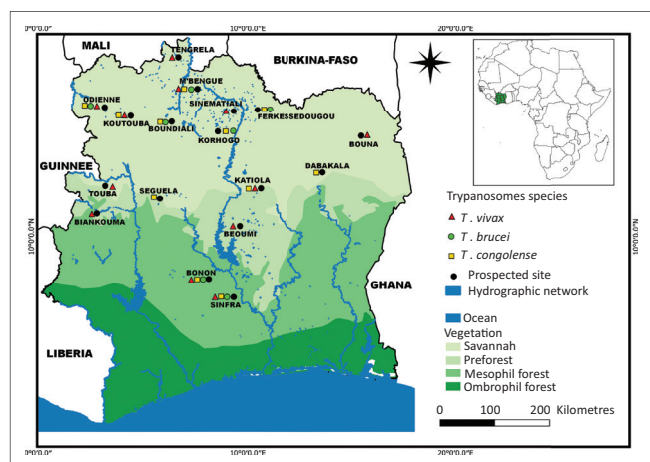 10°0.0'0"
10°0.0'0.0"E
20°0.0'0.0"E
MALI
BURKINA-FASO
TENGRELA
M'BENGUE
ODIENNE
SINEMATIALI
FERKESSEDOUGOU
KOUTOUBA
BOUNDIALI
KORHOGO
BOUNA
GUINNEE
DABAKALA
KATIOLA
TOUBA
SEGUELA
BIANKOUMA
BEOUMI
10°0.0'0.0"N
BONON
GHANA
SINFRA
LIBERIA
Trypanosomes species
T. vivax
T. brucei
T. congolense
Prospected site
Hydrographic network
Ocean
Vegetation
Savannah
Preforest
Mesophil forest
Ombrophil forest
0 100 200 Kilometres
0°0.0'0.0"
10°0.0'0.0"E
20°0.0'0.0"E